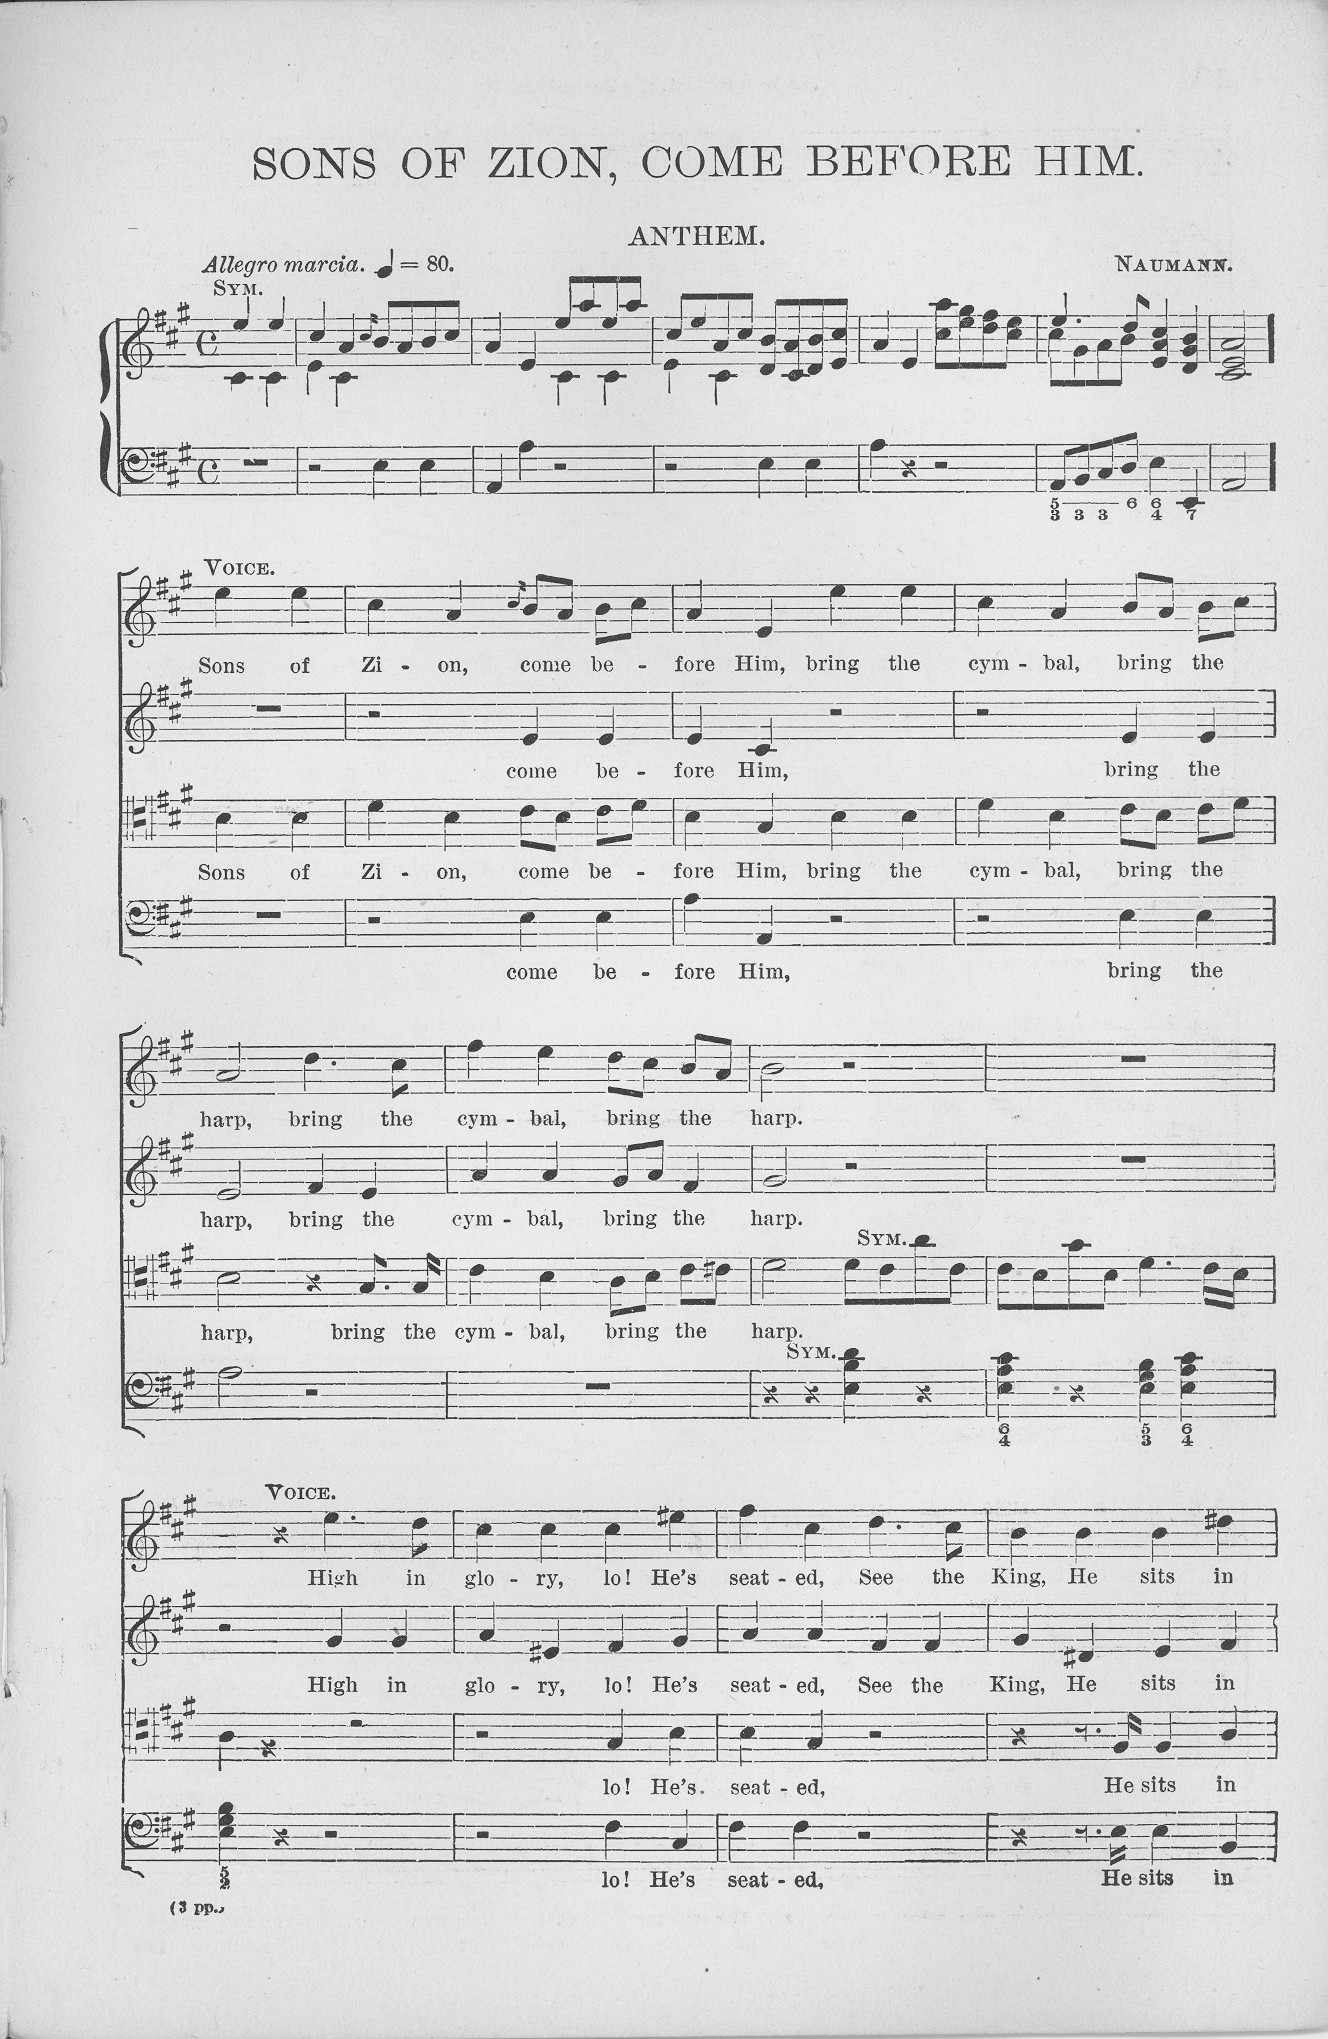 SONS OF ZION, COME BEFORE HIM.
ANTHEM.
Allegro marcia. ♩ = 80.
NAUMANN.
SYM.
5 6 6
3 3 3 4 7
VOICE.
Sons of Zi - on, come be - fore Him, bring the cym - bal, bring the
come be - fore Him, bring the
Sons of Zi - on, come be - fore Him, bring the cym - bal, bring the
come be - fore Him, bring the
harp, bring the cym - bal, bring the harp.
harp, bring the cym - bal, bring the harp.
SYM.
harp, bring the cym - bal, bring the harp.
SYM.
6 5 6
4 3 4
VOICE.
High in glo - ry, lo! He's seat - ed, See the King, He sits in
High in glo - ry, lo! He's seat - ed, See the King, He sits in
lo! He's seat - ed, He sits in
lo! He's seat - ed, He sits in
5
(3 pp.)